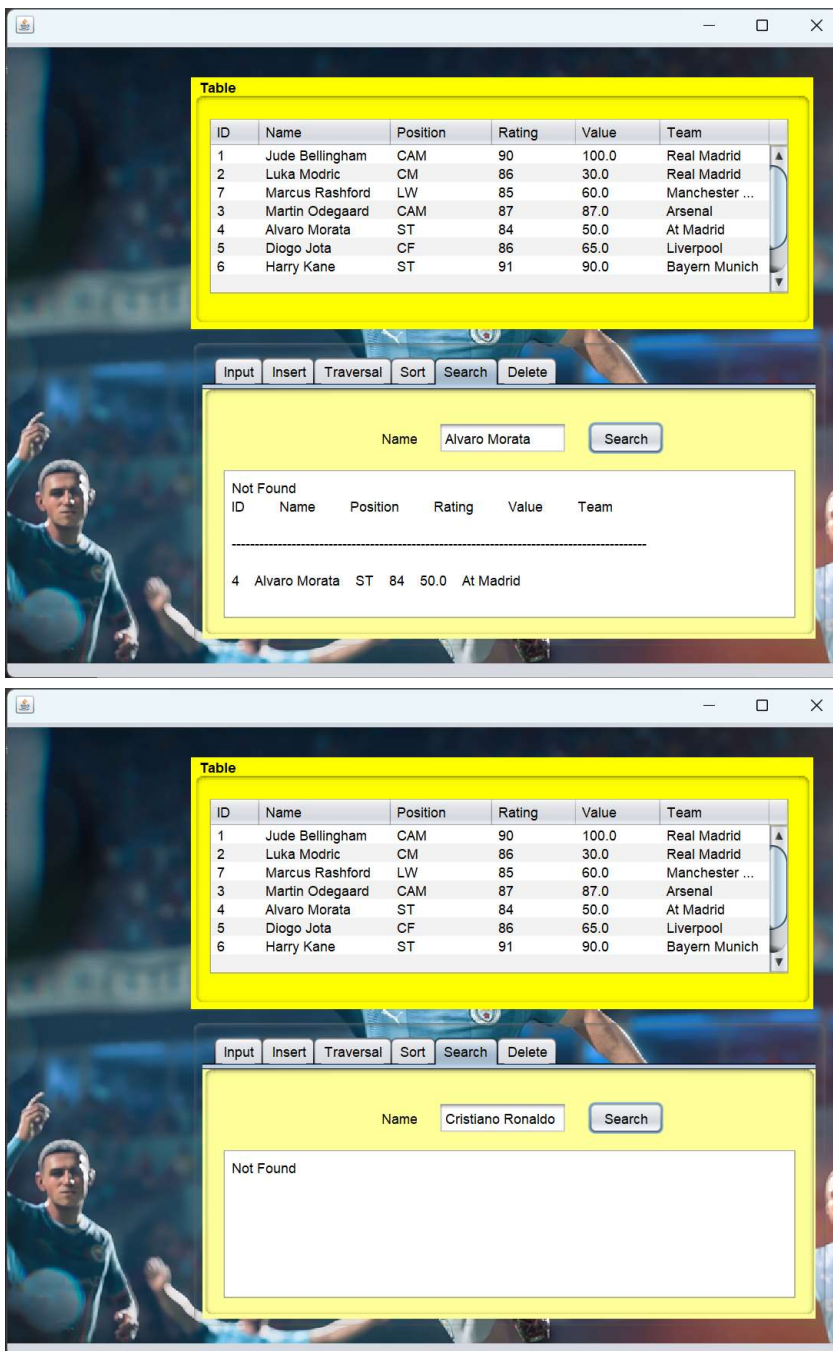 Table
ID Name Position Rating Value Team
1 Jude Bellingham CAM 90 100.0 Real Madrid
2 Luka Modric CM 86 30.0 Real Madrid
7 Marcus Rashford LW 85 60.0 Manchester ...
3 Martin Odegaard CAM 87 87.0 Arsenal
4 Alvaro Morata ST 84 50.0 At Madrid
5 Diogo Jota CF 86 65.0 Liverpool
6 Harry Kane ST 91 90.0 Bayern Munich
Input Insert Traversal Sort Search Delete
Name Alvaro Morata Search
Not Found
ID Name Position Rating Value Team
------------------------------------------------------------------------------------------
4 Alvaro Morata ST 84 50.0 At Madrid
Table
ID Name Position Rating Value Team
1 Jude Bellingham CAM 90 100.0 Real Madrid
2 Luka Modric CM 86 30.0 Real Madrid
7 Marcus Rashford LW 85 60.0 Manchester ...
3 Martin Odegaard CAM 87 87.0 Arsenal
4 Alvaro Morata ST 84 50.0 At Madrid
5 Diogo Jota CF 86 65.0 Liverpool
6 Harry Kane ST 91 90.0 Bayern Munich
Input Insert Traversal Sort Search Delete
Name Cristiano Ronaldo Search
Not Found